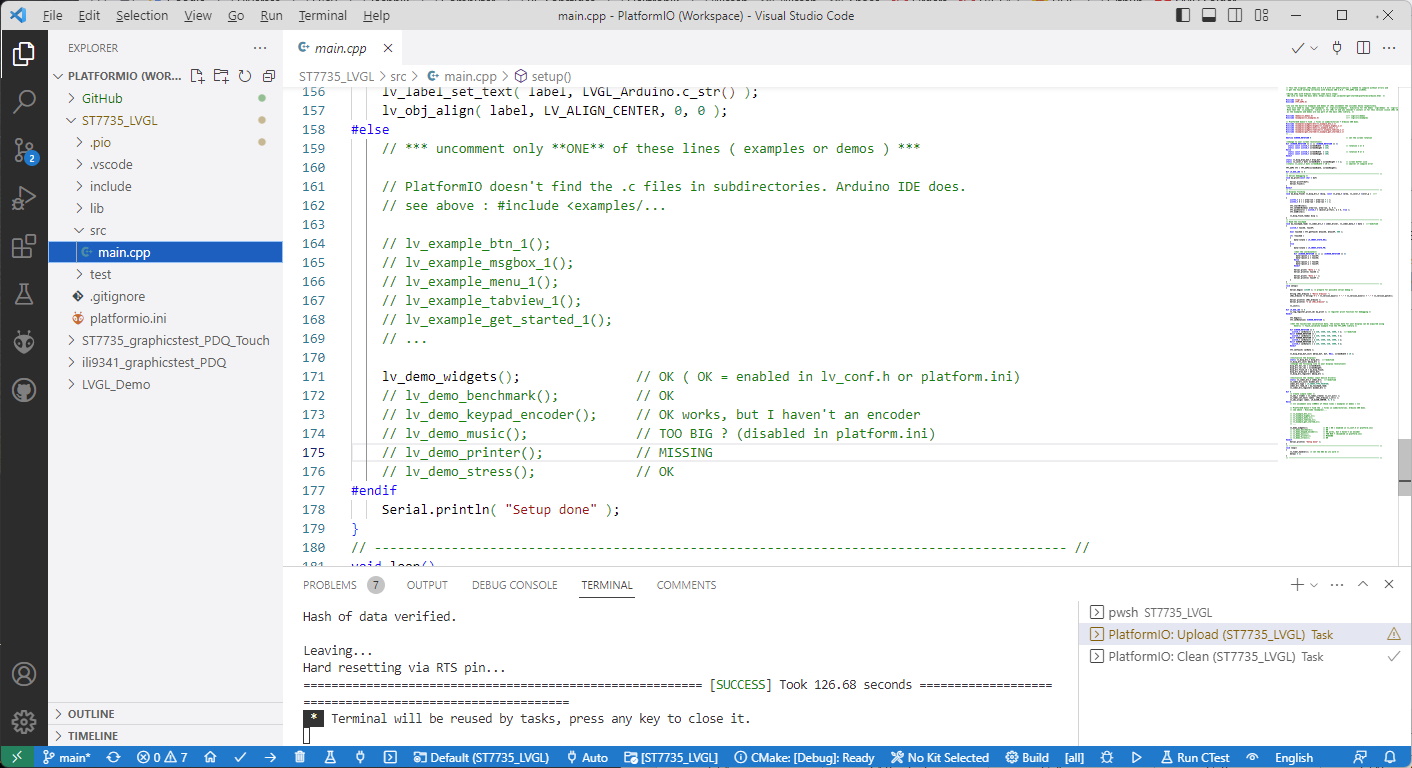 File Edit Selection View Go Run Terminal Help
main.cpp - PlatformIO (Workspace) - Visual Studio Code
EXPLORER
PLATFORMIO (WOR...
GitHub
ST7735_LVGL
.pio
.vscode
include
lib
src
main.cpp
test
.gitignore
platformio.ini
ST7735_graphicstest_PDQ_Touch
ili9341_graphicstest_PDQ
LVGL_Demo
OUTLINE
TIMELINE
2
main.cpp
ST7735_LVGL > src > main.cpp > setup()
156 lv_label_set_text( label, LVGL_Arduino.c_str() );
157 lv_obj_align( label, LV_ALIGN_CENTER, 0, 0 );
158 #else
159 // *** uncomment only **ONE** of these lines ( examples or demos ) ***
160
161 // PlatformIO doesn't find the .c files in subdirectories. Arduino IDE does.
162 // see above : #include <examples/...
163
164 // lv_example_btn_1();
165 // lv_example_msgbox_1();
166 // lv_example_menu_1();
167 // lv_example_tabview_1();
168 // lv_example_get_started_1();
169 // ...
170
171 lv_demo_widgets(); // OK ( OK = enabled in lv_conf.h or platform.ini)
172 // lv_demo_benchmark(); // OK
173 // lv_demo_keypad_encoder(); // OK works, but I haven't an encoder
174 // lv_demo_music(); // TOO BIG ? (disabled in platform.ini)
175 // lv_demo_printer(); // MISSING
176 // lv_demo_stress(); // OK
177 #endif
178 Serial.println( "Setup done" );
179 }
180 // ------------------------------------------------------------------------------------------ //
181 void loop()
PROBLEMS 7 OUTPUT DEBUG CONSOLE TERMINAL COMMENTS
Hash of data verified.
Leaving...
Hard resetting via RTS pin...
==================================================== [SUCCESS] Took 126.68 seconds ==================
===================================
* Terminal will be reused by tasks, press any key to close it.
pwsh ST7735_LVGL
PlatformIO: Upload (ST7735_LVGL) Task
PlatformIO: Clean (ST7735_LVGL) Task
main* 0 7 Default (ST7735_LVGL) Auto [ST7735_LVGL] CMake: [Debug]: Ready No Kit Selected Build [all] Run CTest English